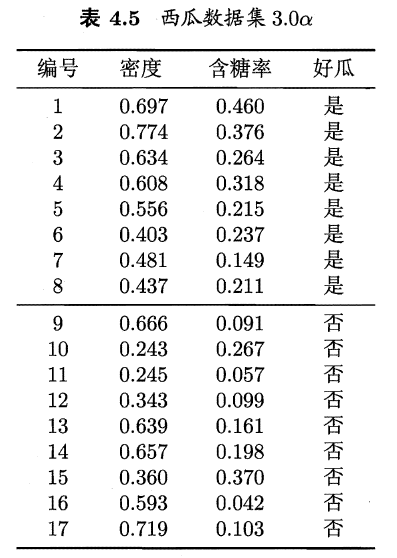 表 4.5 西瓜数据集 3.0α
编号 密度 含糖率 好瓜
1 0.697 0.460 是
2 0.774 0.376 是
3 0.634 0.264 是
4 0.608 0.318 是
5 0.556 0.215 是
6 0.403 0.237 是
7 0.481 0.149 是
8 0.437 0.211 是
9 0.666 0.091 否
10 0.243 0.267 否
11 0.245 0.057 否
12 0.343 0.099 否
13 0.639 0.161 否
14 0.657 0.198 否
15 0.360 0.370 否
16 0.593 0.042 否
17 0.719 0.103 否